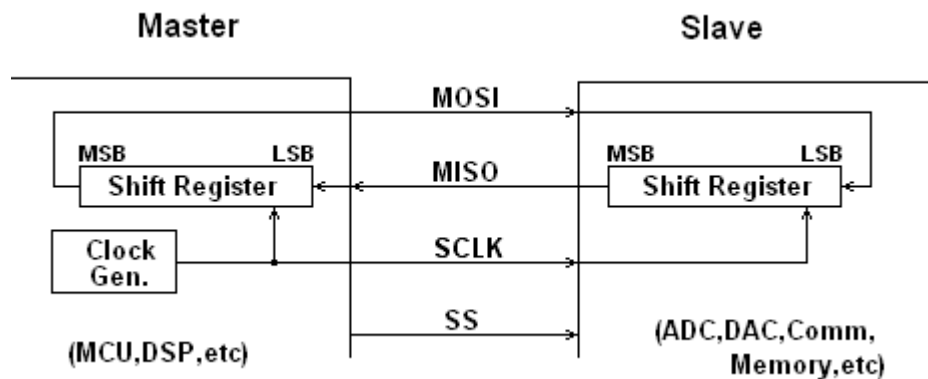 Master
Slave
MOSI
MSB LSB
MISO
MSB LSB
Shift Register
Shift Register
Clock
Gen.
SCLK
SS
(MCU,DSP,etc)
(ADC,DAC,Comm,
Memory,etc)